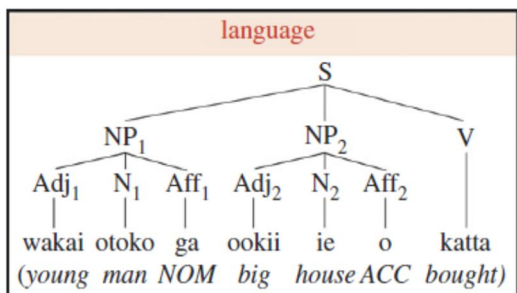 language
S
NP₁ NP₂ V
Adj₁ N₁ Aff₁ Adj₂ N₂ Aff₂
wakai otoko ga ookii ie o katta
(young man NOM big house ACC bought)